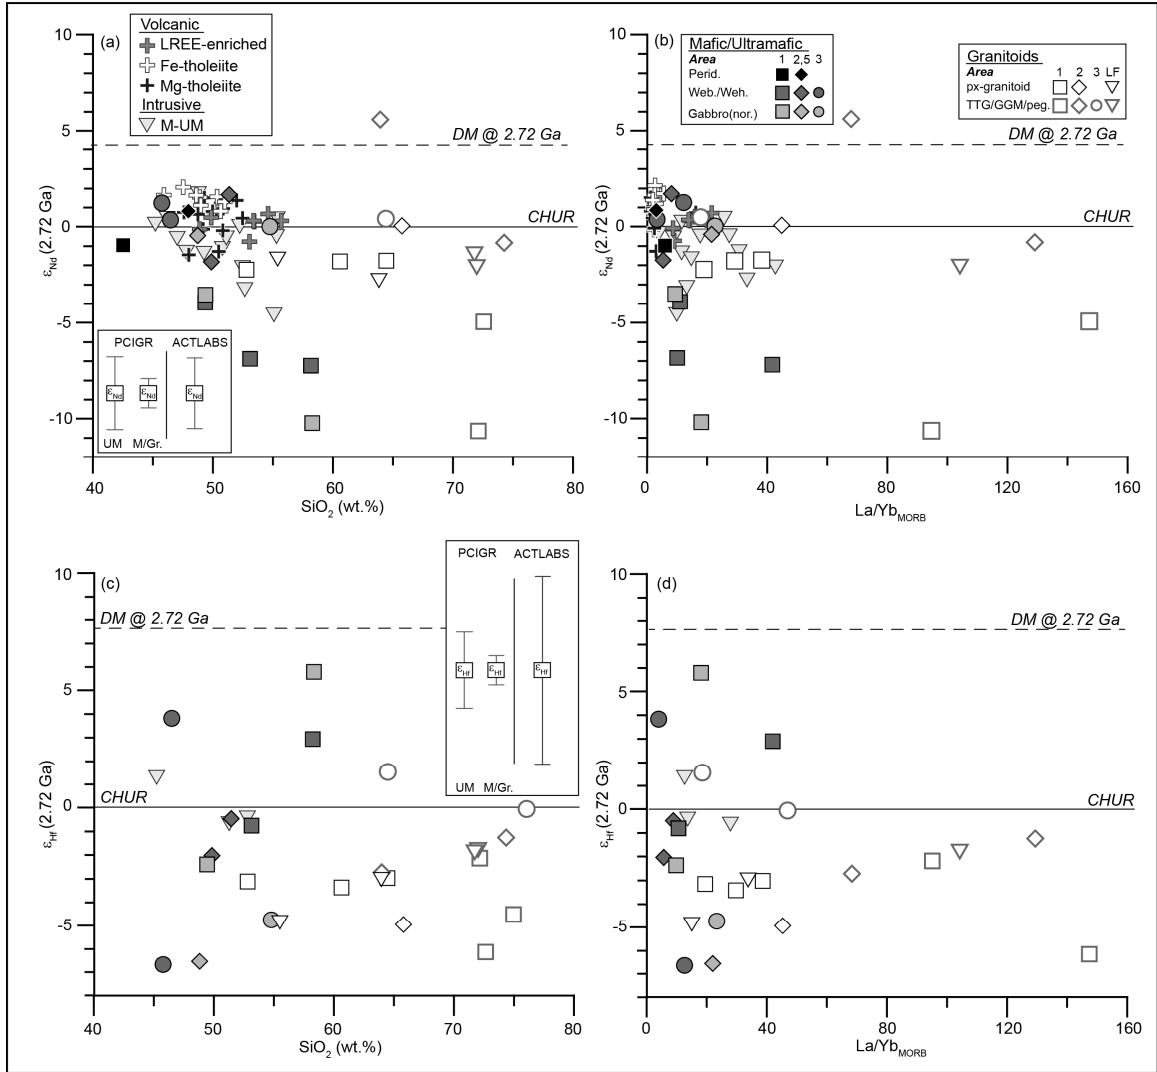 (a)
Volcanic
LREE-enriched
Fe-tholeiite
Mg-tholeiite
Intrusive
M-UM
DM @ 2.72 Ga
CHUR
10
5
0
-5
-10
εNd (2.72 Ga)
PCIGR ACTLABS
εNd εNd εNd
UM M/Gr.
40 50 60 70 80
SiO2 (wt.%)
(b)
Mafic/Ultramafic
Area 1 2,5 3
Perid.
Web./Weh.
Gabbro(nor.)
Granitoids
Area 1 2 3 LF
px-granitoid
TTG/GGM/peg.
DM @ 2.72 Ga
CHUR
10
5
0
-5
-10
εNd (2.72 Ga)
0 40 80 120 160
La/YbMORB
(c)
DM @ 2.72 Ga
CHUR
10
5
0
-5
εHf (2.72 Ga)
PCIGR ACTLABS
εHf εHf εHf
UM M/Gr.
40 50 60 70 80
SiO2 (wt.%)
(d)
DM @ 2.72 Ga
CHUR
10
5
0
-5
εHf (2.72 Ga)
0 40 80 120 160
La/YbMORB